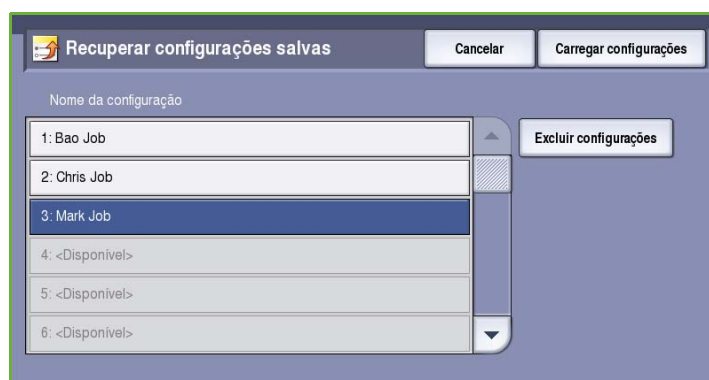 Recuperar configurações salvas
Cancelar
Carregar configurações
Nome da configuração
1: Bao Job
Excluir configurações
2: Chris Job
3: Mark Job
4: <Disponível>
5: <Disponível>
6: <Disponível>